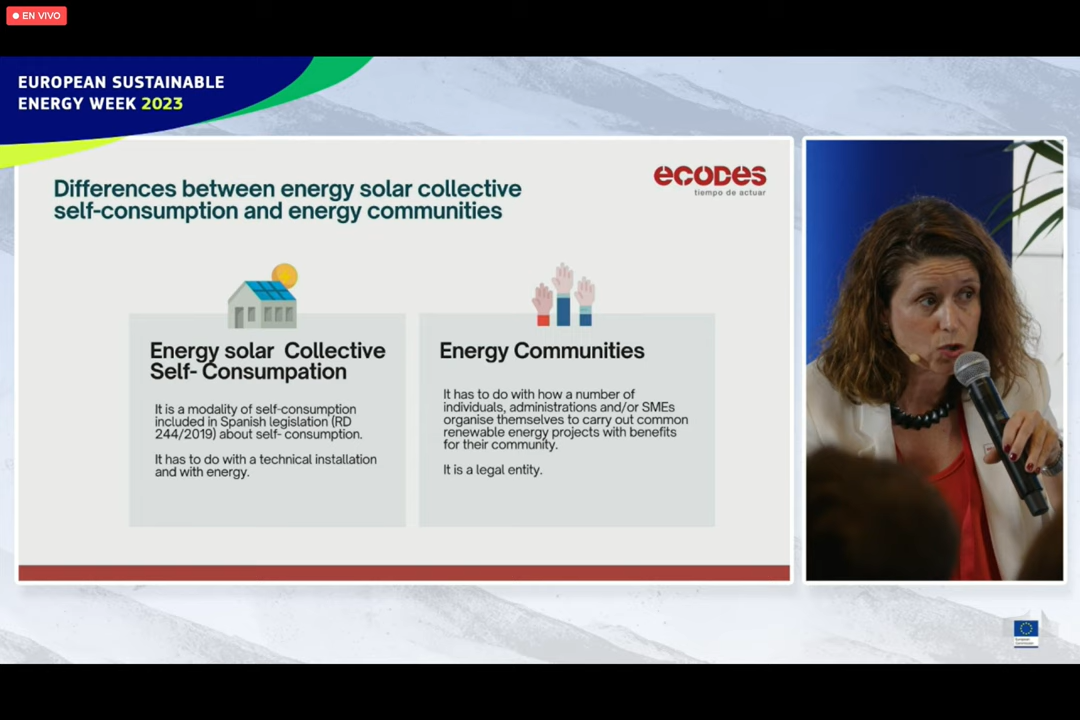 EN VIVO
EUROPEAN SUSTAINABLE
ENERGY WEEK 2023
ecodes
tiempo de actuar
Differences between energy solar collective
self-consumption and energy communities
Energy solar Collective
Self- Consumpation
It is a modality of self-consumption
included in Spanish legislation (RD
244/2019) about self- consumption.
It has to do with a technical installation
and with energy.
Energy Communities
It has to do with how a number of
individuals, administrations and/or SMEs
organise themselves to carry out common
renewable energy projects with benefits
for their community.
It is a legal entity.
European
Commission